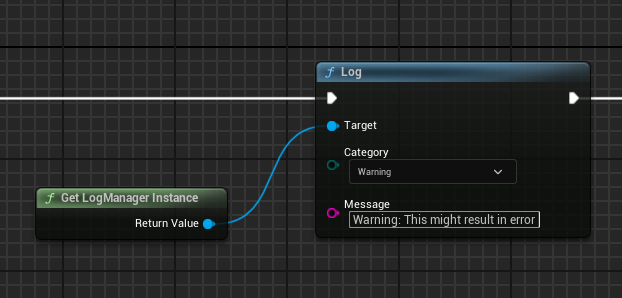 Log
Target
Category
Warning
Get LogManager Instance
Return Value
Message
Warning: This might result in error